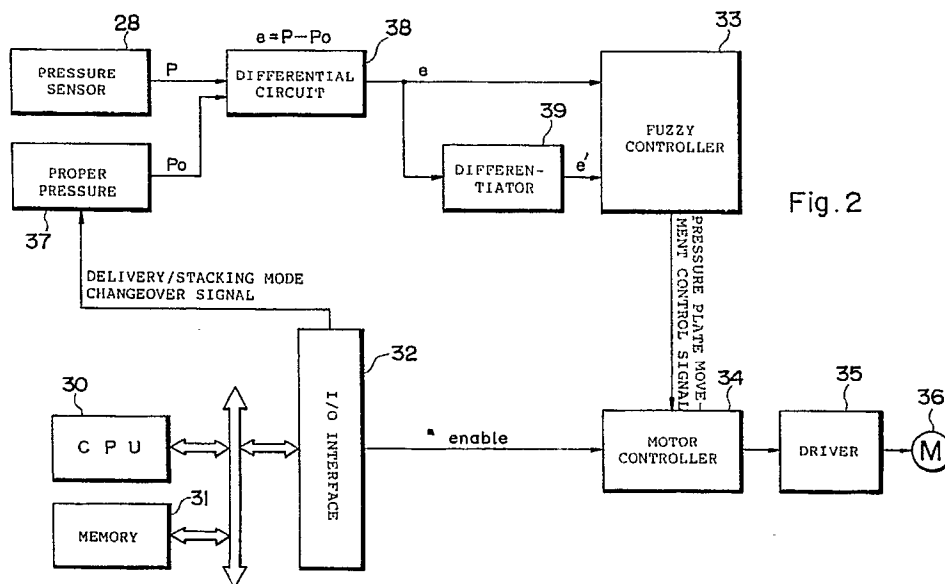 28
PRESSURE
SENSOR
P
e=P-Po
38
DIFFERENTIAL
CIRCUIT
e
33
FUZZY
CONTROLLER
39
DIFFEREN-
TIATOR
e'
PROPER
PRESSURE
Po
37
Fig. 2
DELIVERY/STACKING MODE
CHANGEOVER SIGNAL
PRESSURE PLATE MOVE-
MENT CONTROL SIGNAL
30
C P U
31
MEMORY
32
I/O INTERFACE
enable
34
MOTOR
CONTROLLER
35
DRIVER
36
M